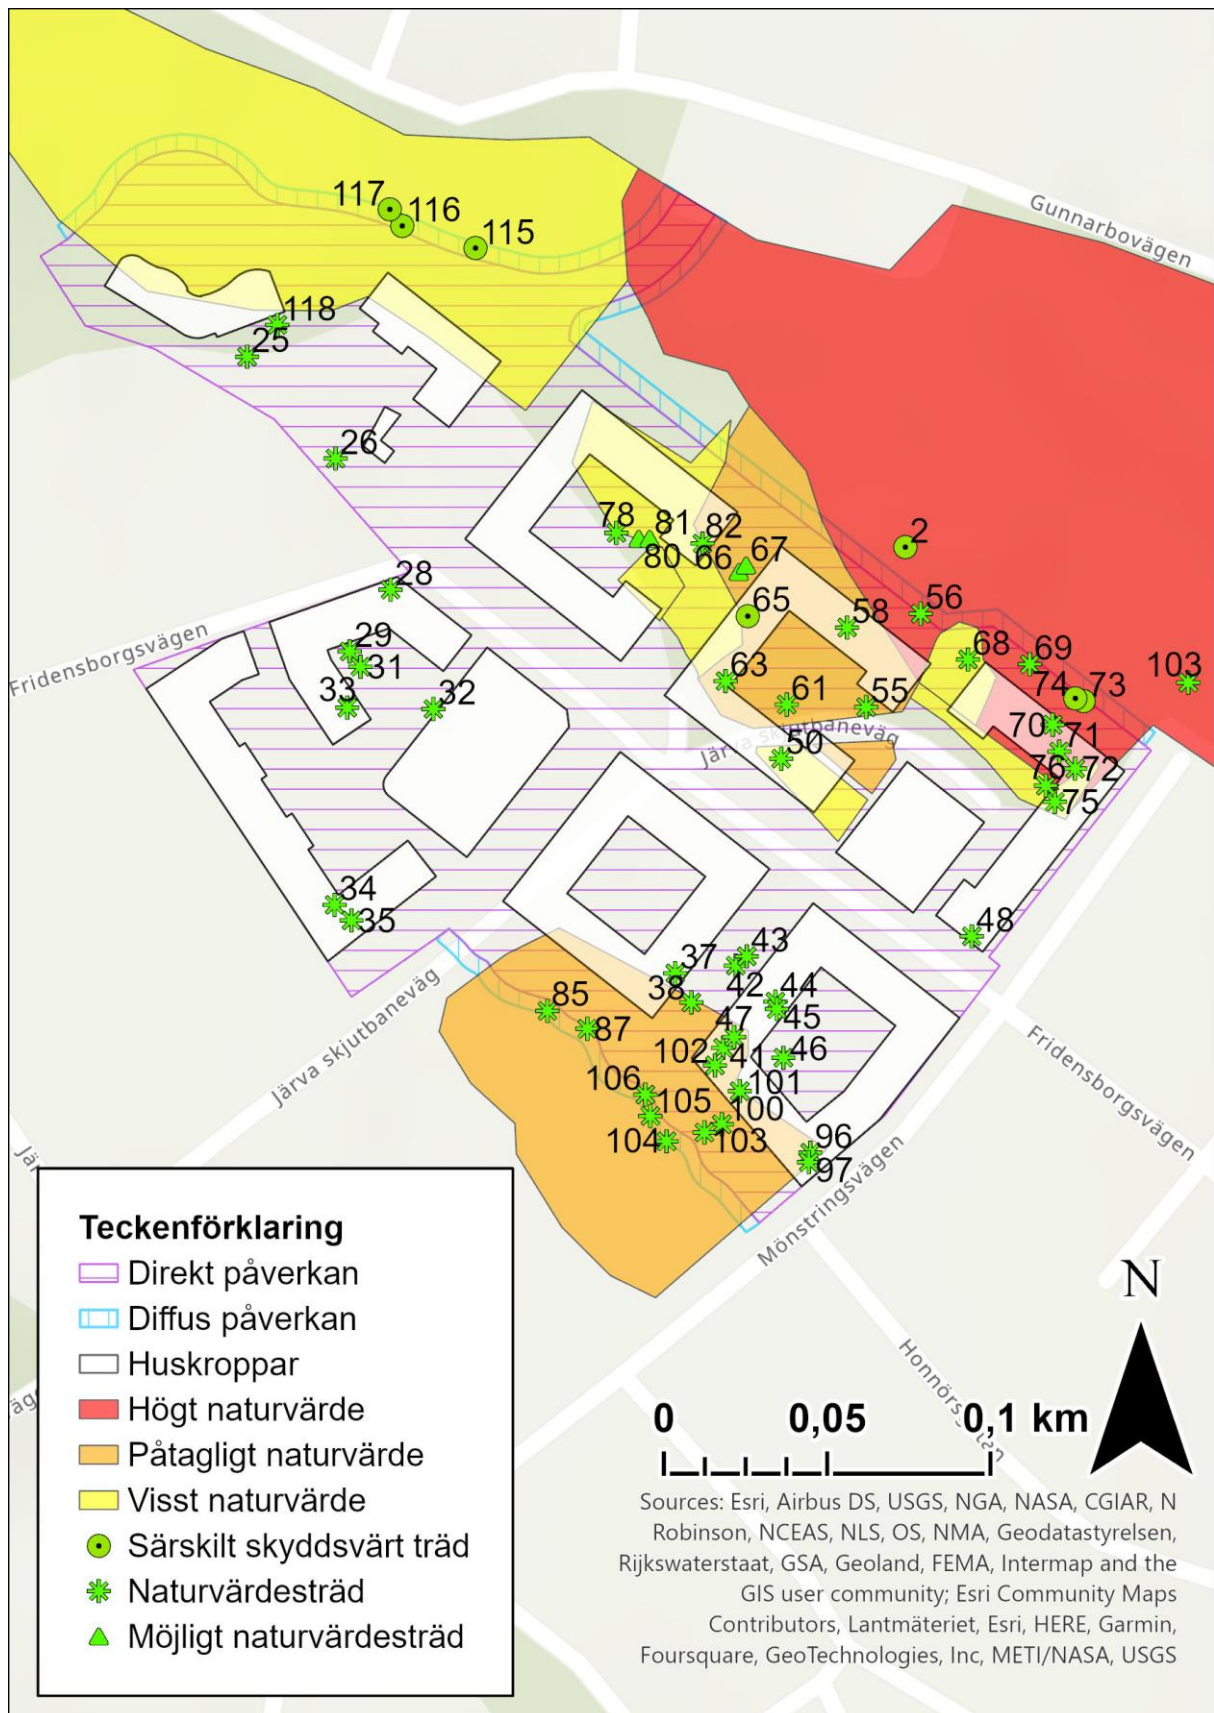 Gunnarbovägen
117
116
115
118
25
26
78
81
82
80
66
67
2
65
58
56
68
69
103
74
73
63
61
55
70
71
72
76
75
50
Järva skjutbaneväg
28
Fridensborgsvägen
29
31
33
32
34
35
48
37
43
42
38
44
45
47
46
41
102
101
100
85
87
106
105
104
103
96
97
Järva skjutbaneväg
Fridensborgsvägen
Mönstringsvägen
Teckenförklaring
Direkt påverkan
Diffus påverkan
Huskroppar
Högt naturvärde
Påtagligt naturvärde
Visst naturvärde
Särskilt skyddsvärt träd
Naturvärdesträd
Möjligt naturvärdesträd
N
0 0,05 0,1 km
Sources: Esri, Airbus DS, USGS, NGA, NASA, CGIAR, N
Robinson, NCEAS, NLS, OS, NMA, Geodatastyrelsen,
Rijkswaterstaat, GSA, Geoland, FEMA, Intermap and the
GIS user community; Esri Community Maps
Contributors, Lantmäteriet, Esri, HERE, Garmin,
Foursquare, GeoTechnologies, Inc, METI/NASA, USGS